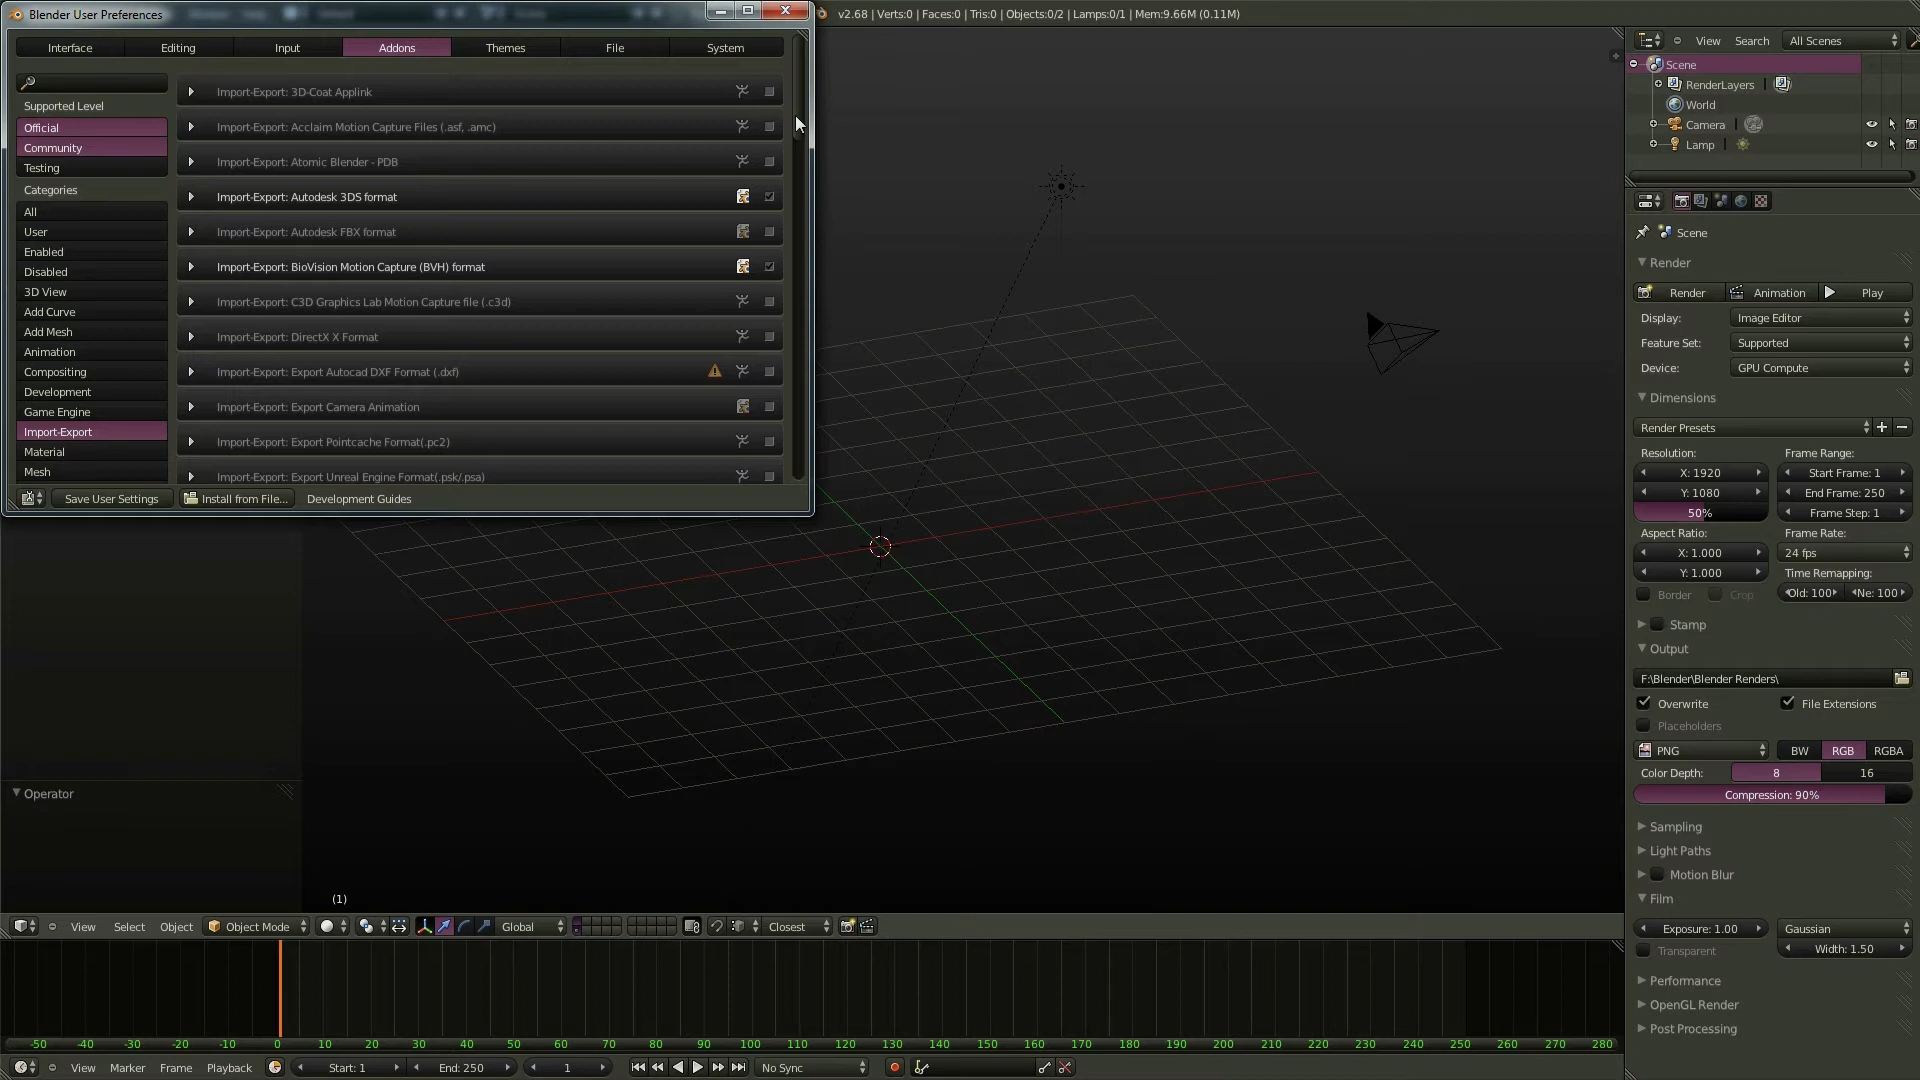 Blender User Preferences
v2.68 | Verts:0 | Faces:0 | Tris:0 | Objects:0/2 | Lamps:0/1 | Mem:9.66M (0.11M)
Interface Editing Input Addons Themes File System
View Search All Scenes
Supported Level
Official
Community
Testing
Categories
All
User
Enabled
Disabled
3D View
Add Curve
Add Mesh
Animation
Compositing
Development
Game Engine
Import-Export
Material
Mesh
Import-Export: 3D-Coat Applink
Import-Export: Acclaim Motion Capture Files (.asf, .amc)
Import-Export: Atomic Blender - PDB
Import-Export: Autodesk 3DS format
Import-Export: Autodesk FBX format
Import-Export: BioVision Motion Capture (BVH) format
Import-Export: C3D Graphics Lab Motion Capture file (.c3d)
Import-Export: DirectX X Format
Import-Export: Export Autocad DXF Format (.dxf)
Import-Export: Export Camera Animation
Import-Export: Export Pointcache Format(.pc2)
Import-Export: Export Unreal Engine Format(.psk/.psa)
Save User Settings Install from File... Development Guides
Scene
RenderLayers |
World
Camera |
Lamp |
Scene
Render
Render Animation Play
Display: Image Editor
Feature Set: Supported
Device: GPU Compute
Dimensions
Render Presets
Resolution: Frame Range:
X: 1920 Start Frame: 1
Y: 1080 End Frame: 250
50% Frame Step: 1
Aspect Ratio: Frame Rate:
X: 1.000 24 fps
Y: 1.000 Time Remapping:
Border Crop Old: 100 Ne: 100
Stamp
Output
F:\Blender\Blender Renders\
Overwrite File Extensions
Placeholders
PNG BW RGB RGBA
Color Depth: 8 16
Compression: 90%
Sampling
Light Paths
Motion Blur
Film
Exposure: 1.00 Gaussian
Transparent Width: 1.50
Performance
OpenGL Render
Post Processing
Operator
(1)
View Select Object Object Mode Global Closest
-50 -40 -30 -20 -10 0 10 20 30 40 50 60 70 80 90 100 110 120 130 140 150 160 170 180 190 200 210 220 230 240 250 260 270 280
View Marker Frame Playback Start: 1 End: 250 1 No Sync